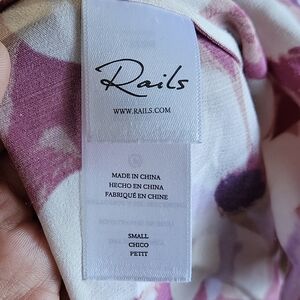 Rails
WWW.RAILS.COM
MADE IN CHINA
HECHO EN CHINA
FABRIQUÉ EN CHINE
SMALL
CHICO
PETIT